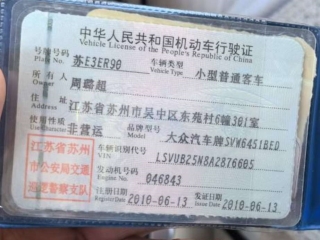 中华人民共和国机动车行驶证
Vehicle License of the People's Republic of China
号牌号码 苏E3ER90 车辆类型 小型普通客车
Plate No. Vehicle Type
所有人 周璐超
Owner
住址 江苏省苏州市吴中区东苑村6幢301室
Address
使用性质 非营运 品牌型号 大众汽车牌SVW6451BED
Use Character Model
江苏省苏州 车辆识别代号 LSVUB25N8A2876605
VIN
市公安局交通 发动机号码 046843
Engine No.
巡逻警察支队 注册日期 2010-06-13 发证日期 2010-06-13
Register Date Issue Date